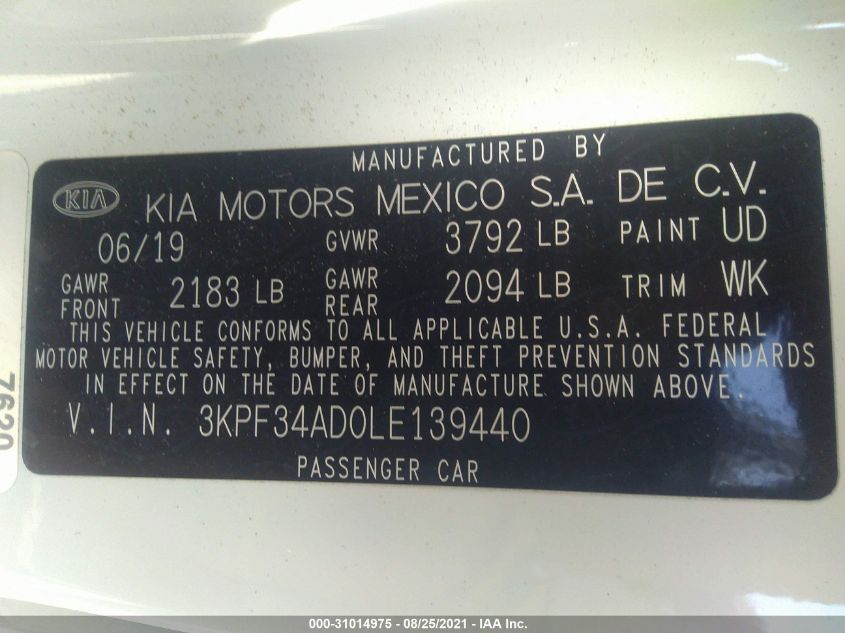 MANUFACTURED BY
KIA KIA MOTORS MEXICO S.A. DE C.V.
06/19 GVWR 3792 LB PAINT UD
GAWR FRONT 2183 LB GAWR REAR 2094 LB TRIM WK
THIS VEHICLE CONFORMS TO ALL APPLICABLE U.S.A. FEDERAL
MOTOR VEHICLE SAFETY, BUMPER, AND THEFT PREVENTION STANDARDS
IN EFFECT ON THE DATE OF MANUFACTURE SHOWN ABOVE.
V.I.N. 3KPF34AD0LE139440
PASSENGER CAR
000-31014975 - 08/25/2021 - IAA Inc.